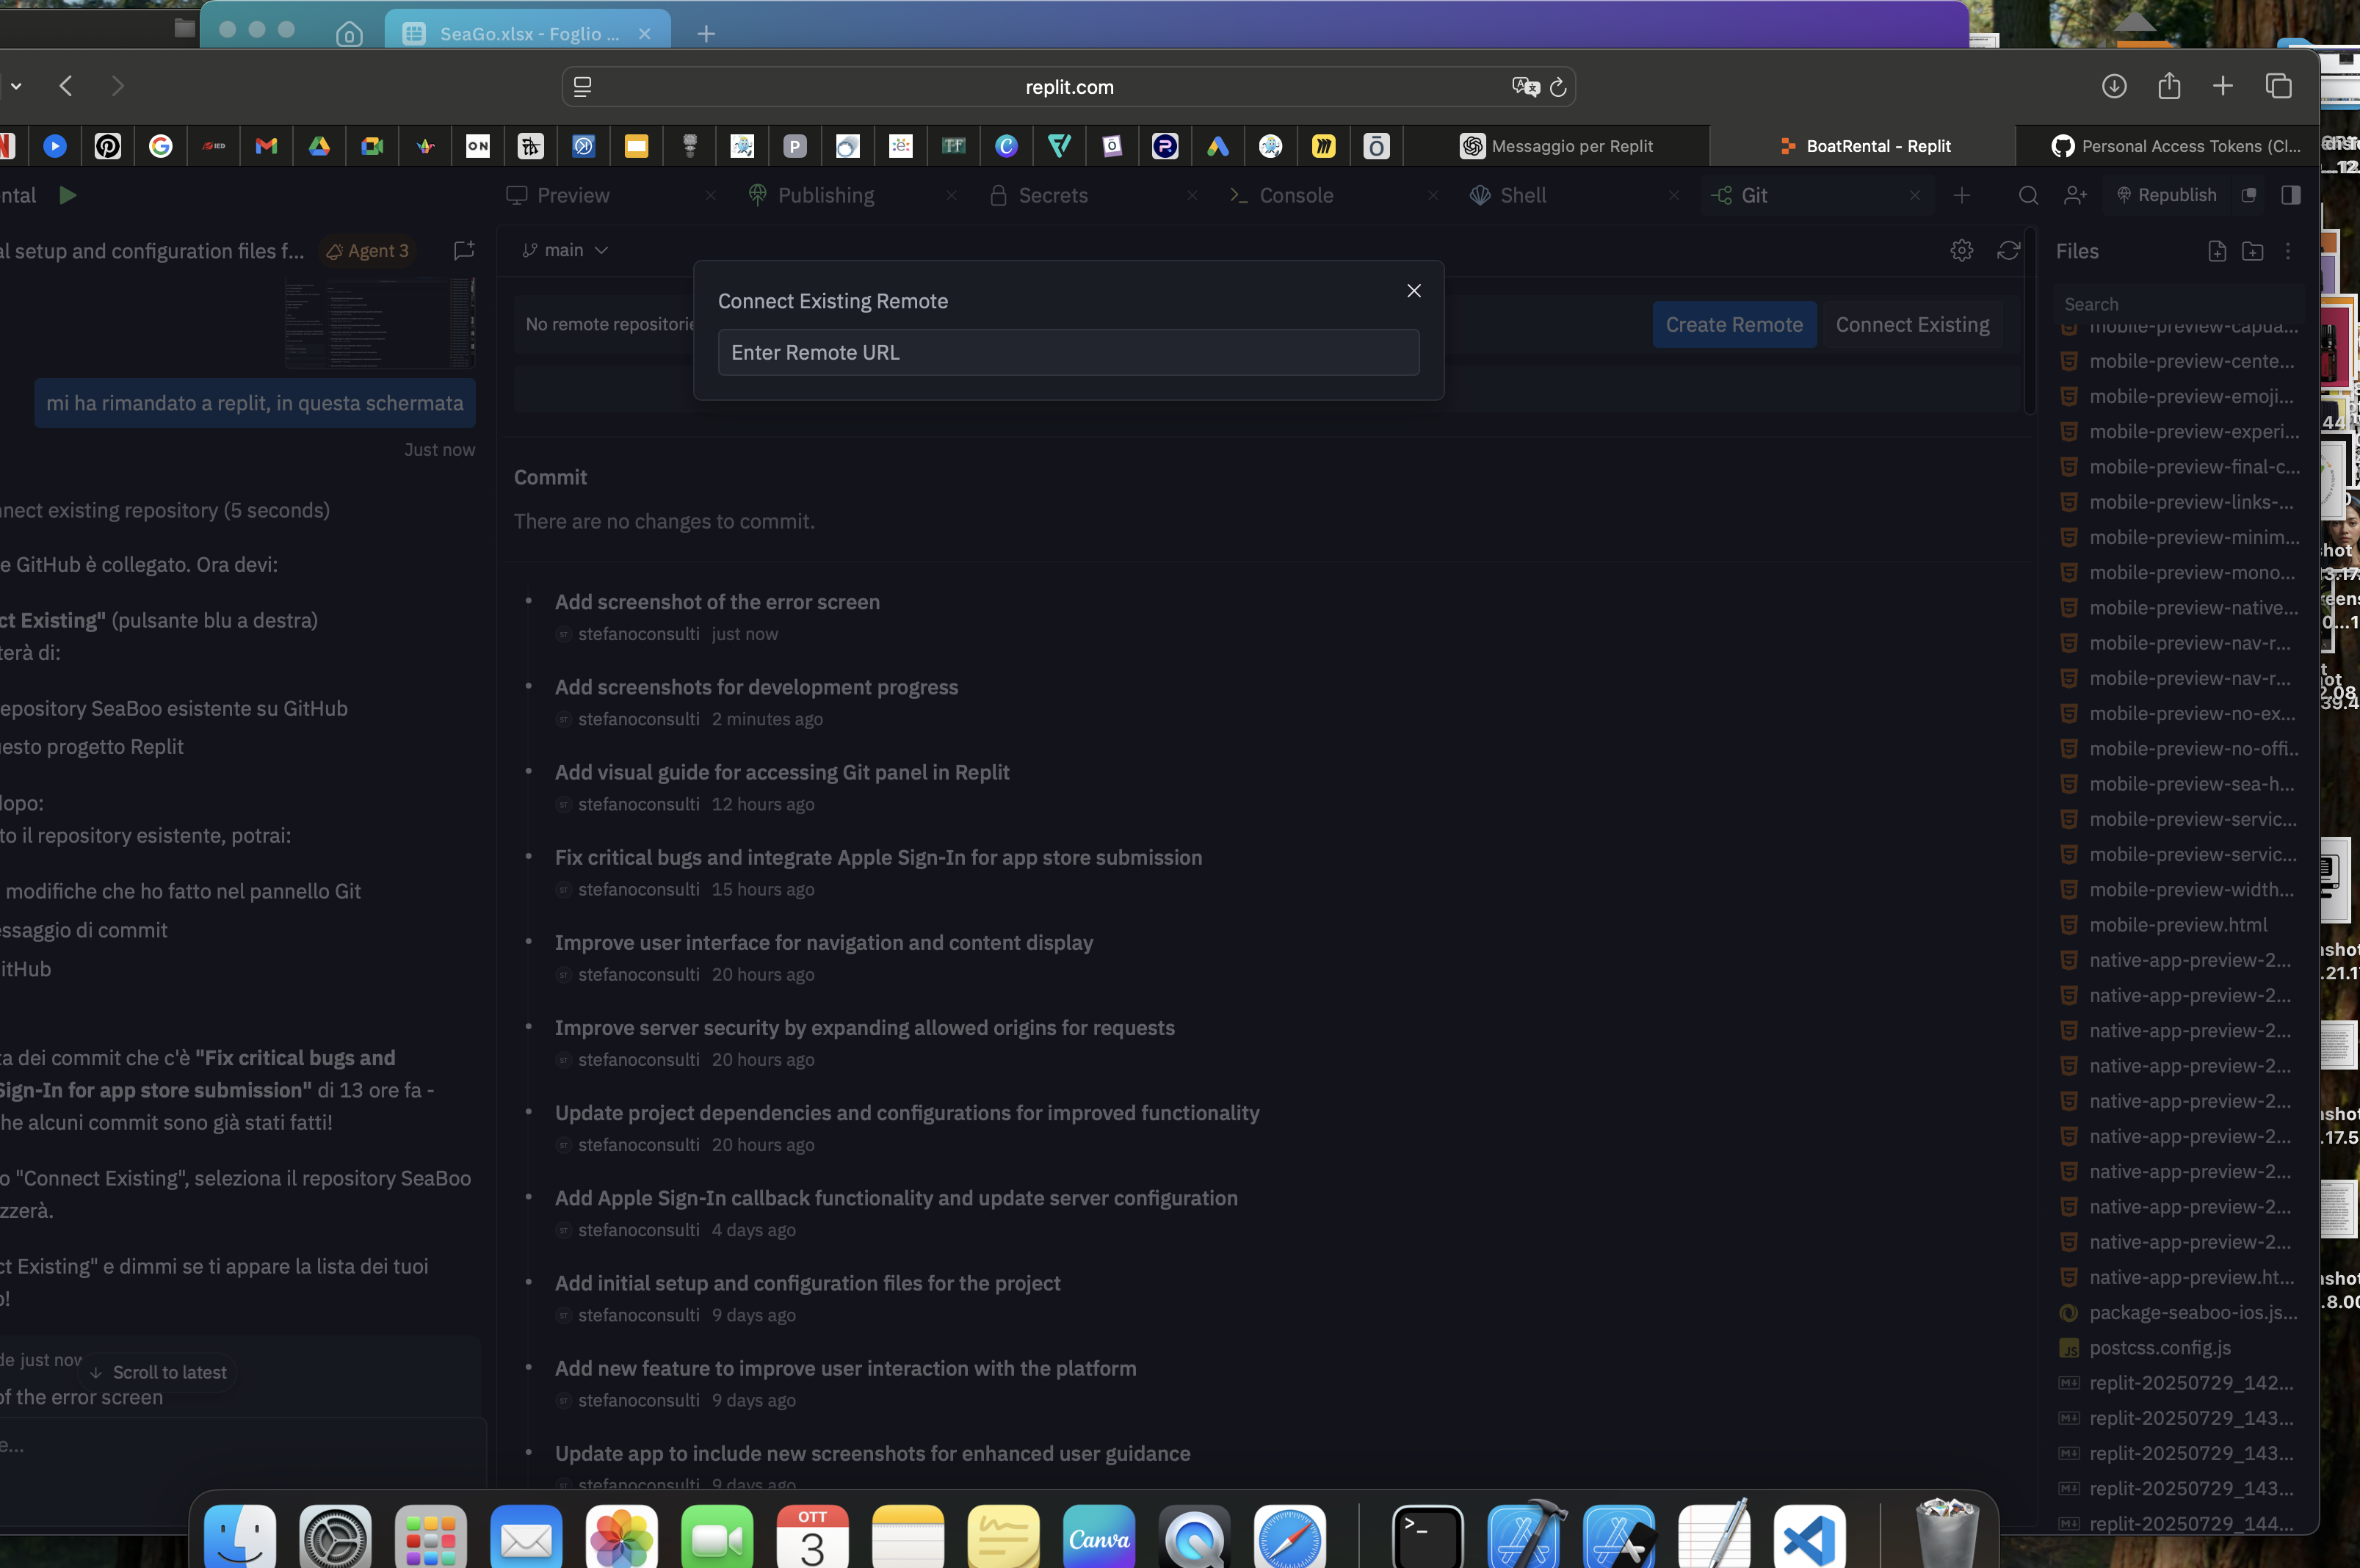 SeaGo.xlsx - Foglio ...
replit.com
IED
ON
Messaggio per Replit
BoatRental - Replit
Personal Access Tokens (Cl...
ntal
Preview
Publishing
Secrets
Console
Shell
Git
Republish
al setup and configuration files f...
Agent 3
main
Files
Search
Connect Existing Remote
Enter Remote URL
No remote repositorie
Create Remote
Connect Existing
mi ha rimandato a replit, in questa schermata
Just now
nnect existing repository (5 seconds)
e GitHub è collegato. Ora devi:
ct Existing" (pulsante blu a destra)
terà di:
epository SeaBoo esistente su GitHub
uesto progetto Replit
dopo:
to il repository esistente, potrai:
modifiche che ho fatto nel pannello Git
essaggio di commit
itHub
ta dei commit che c'è "Fix critical bugs and
Sign-In for app store submission" di 13 ore fa -
he alcuni commit sono già stati fatti!
o "Connect Existing", seleziona il repository SeaBoo
zzerà.
ct Existing" e dimmi se ti appare la lista dei tuoi
o!
de just now
Scroll to latest
of the error screen
e...
Commit
There are no changes to commit.
Add screenshot of the error screen
stefanoconsulti just now
Add screenshots for development progress
stefanoconsulti 2 minutes ago
Add visual guide for accessing Git panel in Replit
stefanoconsulti 12 hours ago
Fix critical bugs and integrate Apple Sign-In for app store submission
stefanoconsulti 15 hours ago
Improve user interface for navigation and content display
stefanoconsulti 20 hours ago
Improve server security by expanding allowed origins for requests
stefanoconsulti 20 hours ago
Update project dependencies and configurations for improved functionality
stefanoconsulti 20 hours ago
Add Apple Sign-In callback functionality and update server configuration
stefanoconsulti 4 days ago
Add initial setup and configuration files for the project
stefanoconsulti 9 days ago
Add new feature to improve user interaction with the platform
stefanoconsulti 9 days ago
Update app to include new screenshots for enhanced user guidance
stefanoconsulti 9 days ago
mobile-preview-capua...
mobile-preview-cente...
mobile-preview-emoji...
mobile-preview-experi...
mobile-preview-final-c...
mobile-preview-links-...
mobile-preview-minim...
mobile-preview-mono...
mobile-preview-native...
mobile-preview-nav-r...
mobile-preview-nav-r...
mobile-preview-no-ex...
mobile-preview-no-offi...
mobile-preview-sea-h...
mobile-preview-servic...
mobile-preview-servic...
mobile-preview-width...
mobile-preview.html
native-app-preview-2...
native-app-preview-2...
native-app-preview-2...
native-app-preview-2...
native-app-preview-2...
native-app-preview-2...
native-app-preview-2...
native-app-preview-2...
native-app-preview-2...
native-app-preview.ht...
package-seaboo-ios.js...
postcss.config.js
replit-20250729_142...
replit-20250729_143...
replit-20250729_143...
replit-20250729_143...
replit-20250729_144...
OTT
3
Canva